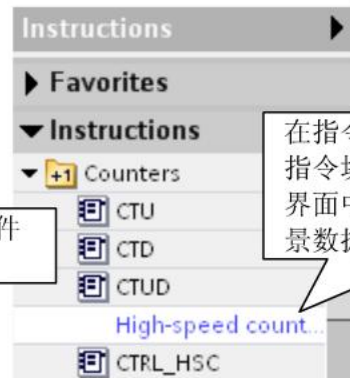 Instructions
Favorites
Instructions
Counters
CTU
CTD
CTUD
High-speed count...
CTRL_HSC
件
在指令
指令块
界面中
景数据